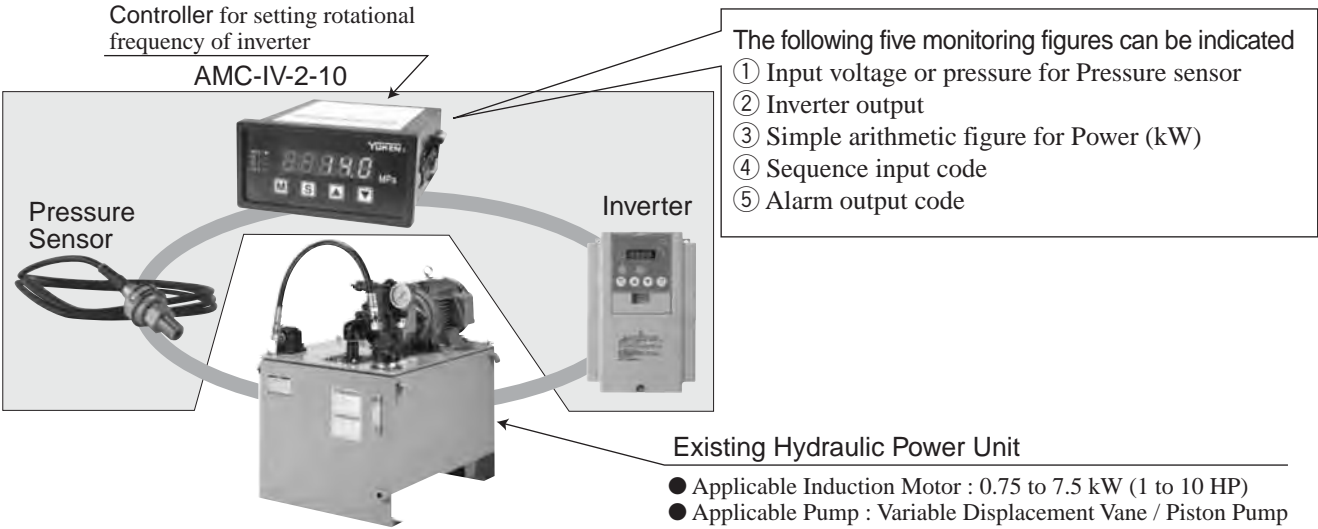 Controller for setting rotational
frequency of inverter
AMC-IV-2-10
The following five monitoring figures can be indicated
① Input voltage or pressure for Pressure sensor
② Inverter output
③ Simple arithmetic figure for Power (kW)
④ Sequence input code
⑤ Alarm output code
YUKEN
14.0
MPa
M S ▲ ▼
Pressure
Sensor
Inverter
Existing Hydraulic Power Unit
● Applicable Induction Motor : 0.75 to 7.5 kW (1 to 10 HP)
● Applicable Pump : Variable Displacement Vane / Piston Pump